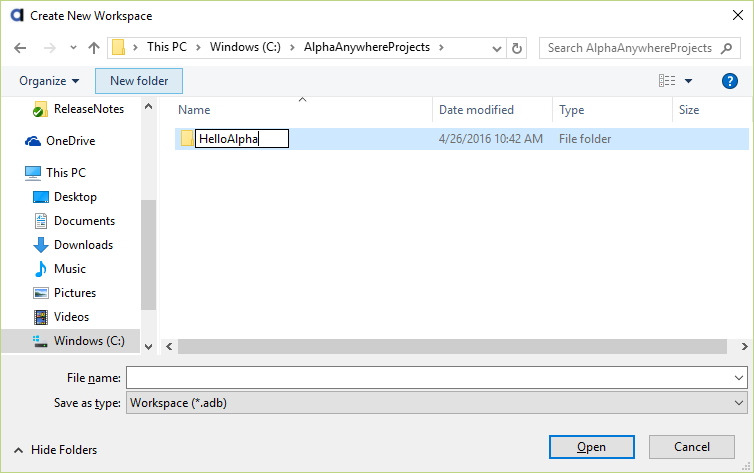 Create New Workspace
This PC > Windows (C:) > AlphaAnywhereProjects >
Search AlphaAnywhereProjects
Organize New folder ?
Name Date modified Type Size
ReleaseNotes
HelloAlpha 4/26/2016 10:42 AM File folder
OneDrive
This PC
Desktop
Documents
Downloads
Music
Pictures
Videos
Windows (C:)
File name:
Save as type: Workspace (*.adb)
Hide Folders Open Cancel